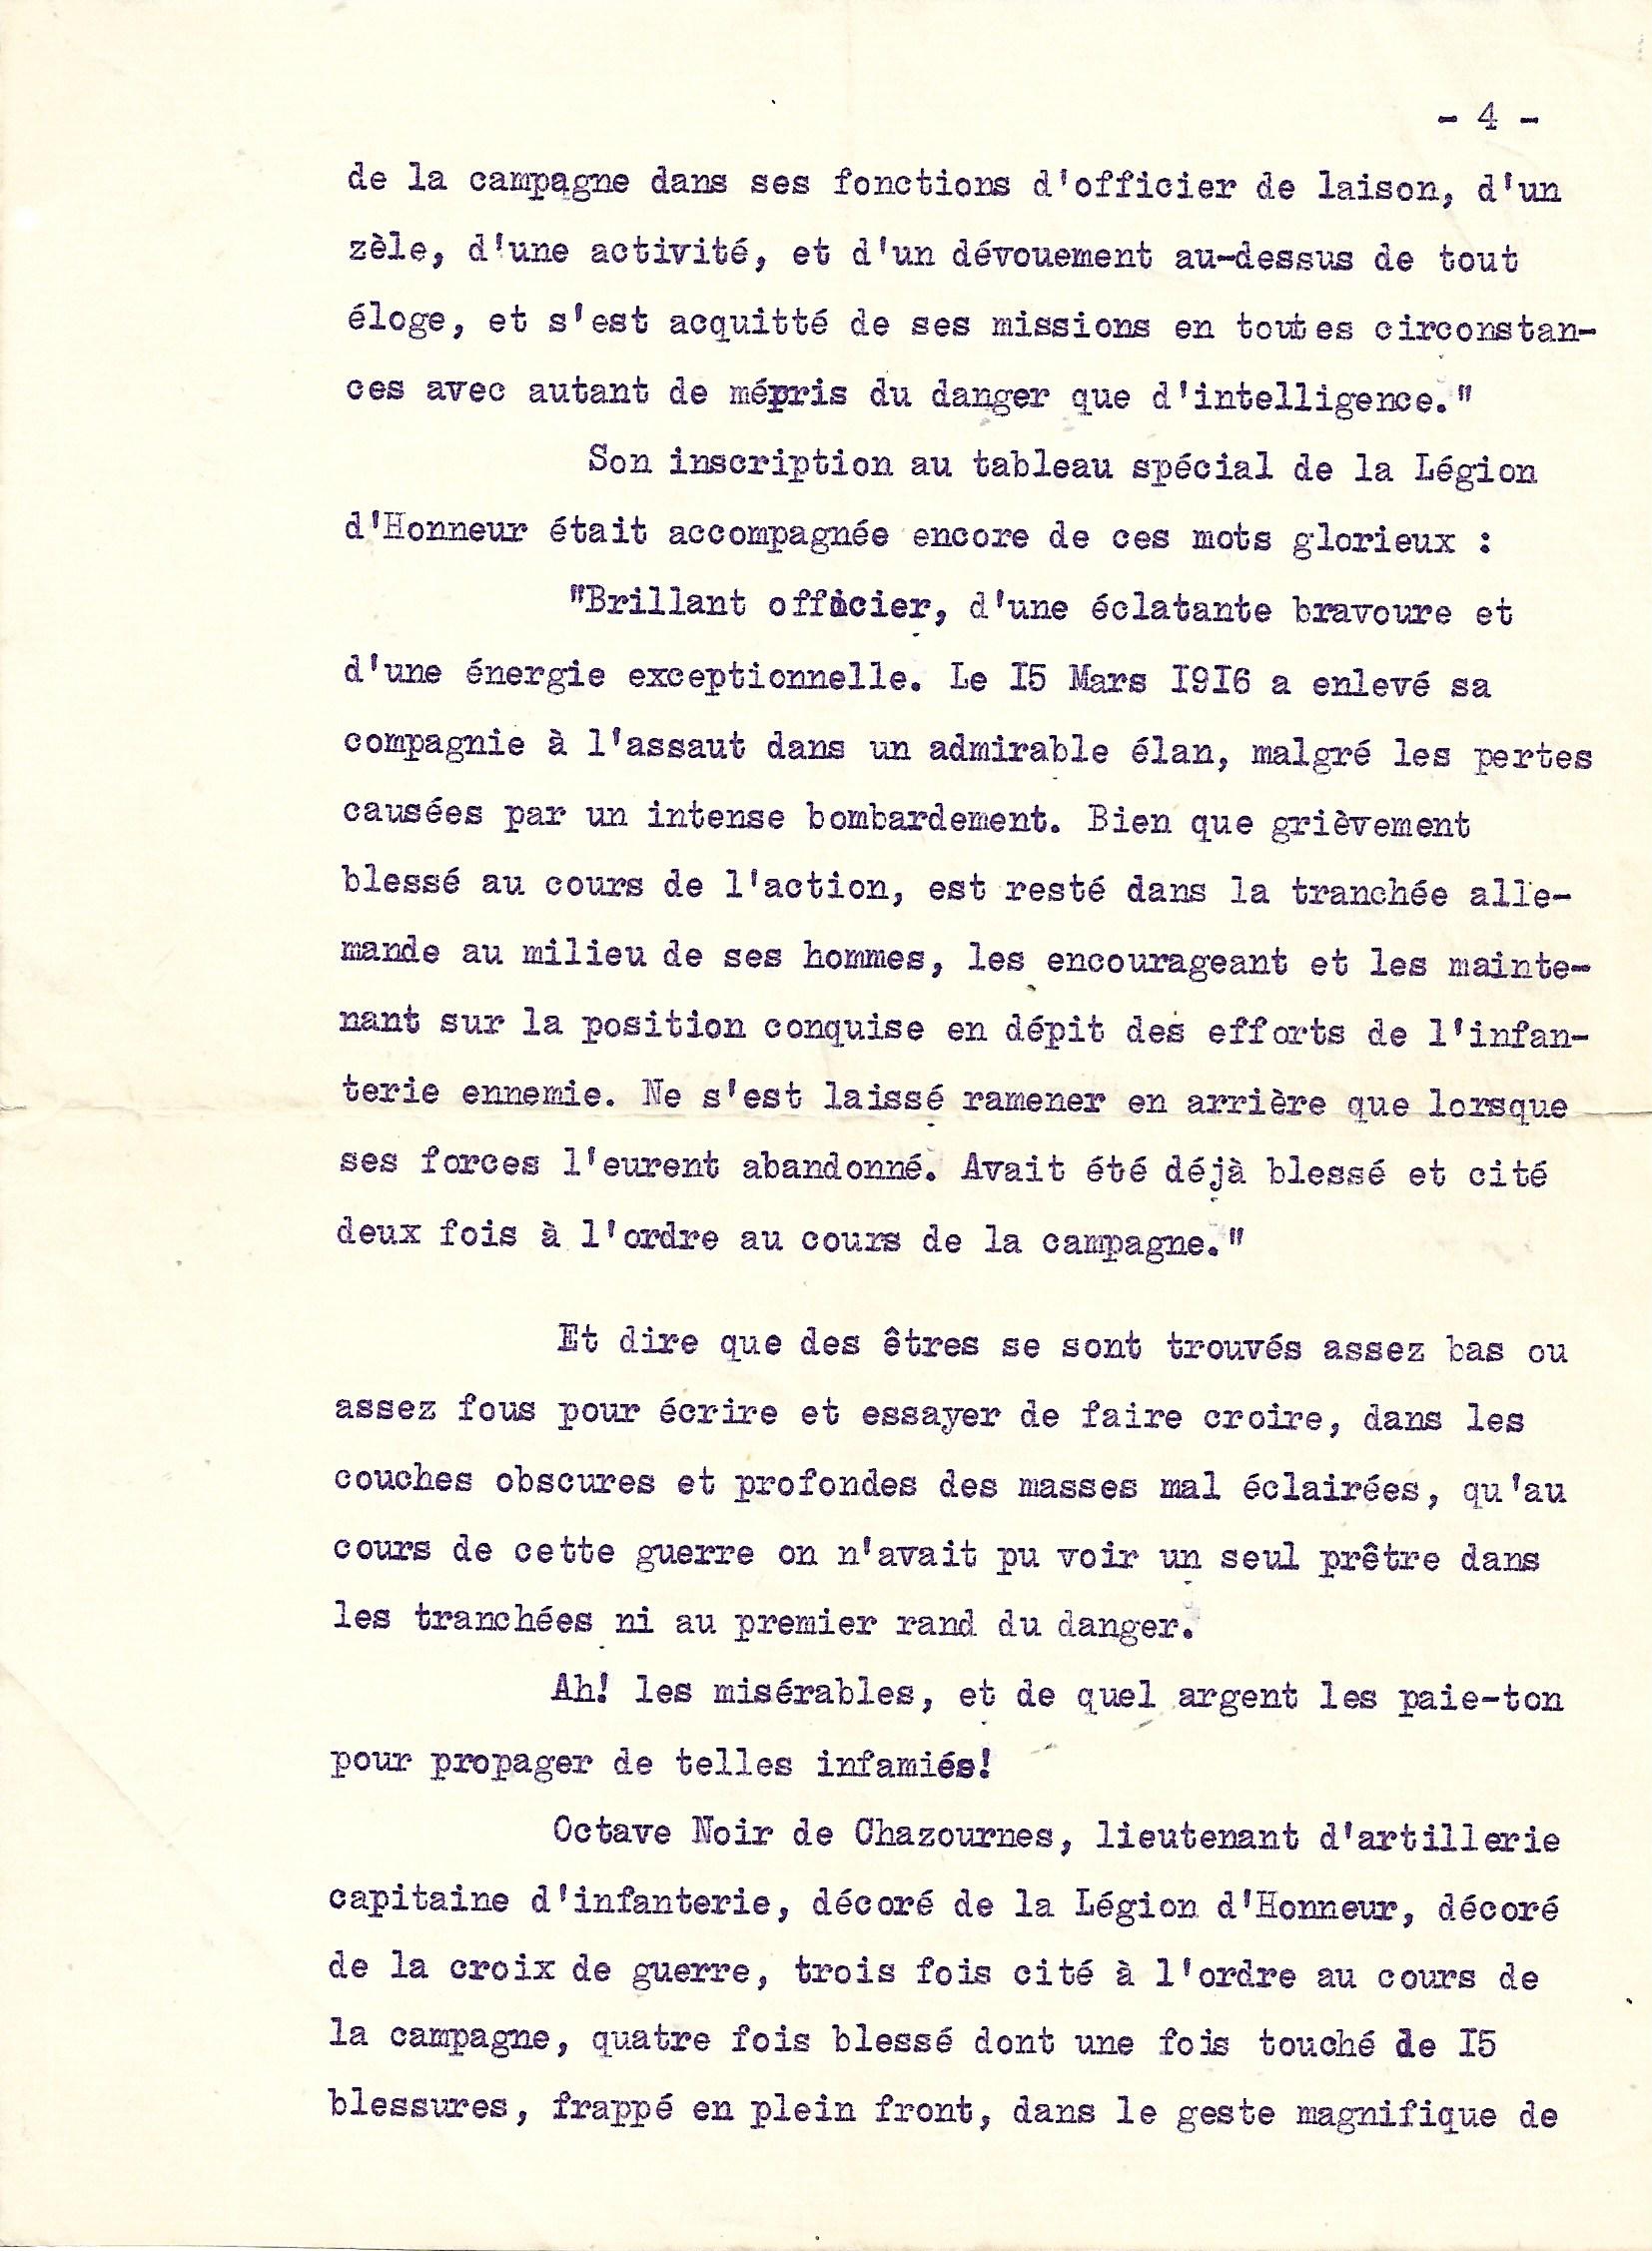 - 4 -
de la campagne dans ses fonctions d'officier de laison, d'un
zèle, d'une activité, et d'un dévouement au-dessus de tout
éloge, et s'est acquitté de ses missions en toutes circonstan-
ces avec autant de mépris du danger que d'intelligence."
Son inscription au tableau spécial de la Légion
d'Honneur était accompagnée encore de ces mots glorieux :
"Brillant officier, d'une éclatante bravoure et
d'une énergie exceptionnelle. Le I5 Mars I9I6 a enlevé sa
compagnie à l'assaut dans un admirable élan, malgré les pertes
causées par un intense bombardement. Bien que grièvement
blessé au cours de l'action, est resté dans la tranchée alle-
mande au milieu de ses hommes, les encourageant et les mainte-
nant sur la position conquise en dépit des efforts de l'infan-
terie ennemie. Ne s'est laissé ramener en arrière que lorsque
ses forces l'eurent abandonné. Avait été déjà blessé et cité
deux fois à l'ordre au cours de la campagne."
Et dire que des êtres se sont trouvés assez bas ou
assez fous pour écrire et essayer de faire croire, dans les
couches obscures et profondes des masses mal éclairées, qu'au
cours de cette guerre on n'avait pu voir un seul prêtre dans
les tranchées ni au premier rand du danger.
Ah! les misérables, et de quel argent les paie-ton
pour propager de telles infamiés!
Octave Noir de Chazournes, lieutenant d'artillerie
capitaine d'infanterie, décoré de la Légion d'Honneur, décoré
de la croix de guerre, trois fois cité à l'ordre au cours de
la campagne, quatre fois blessé dont une fois touché de I5
blessures, frappé en plein front, dans le geste magnifique de